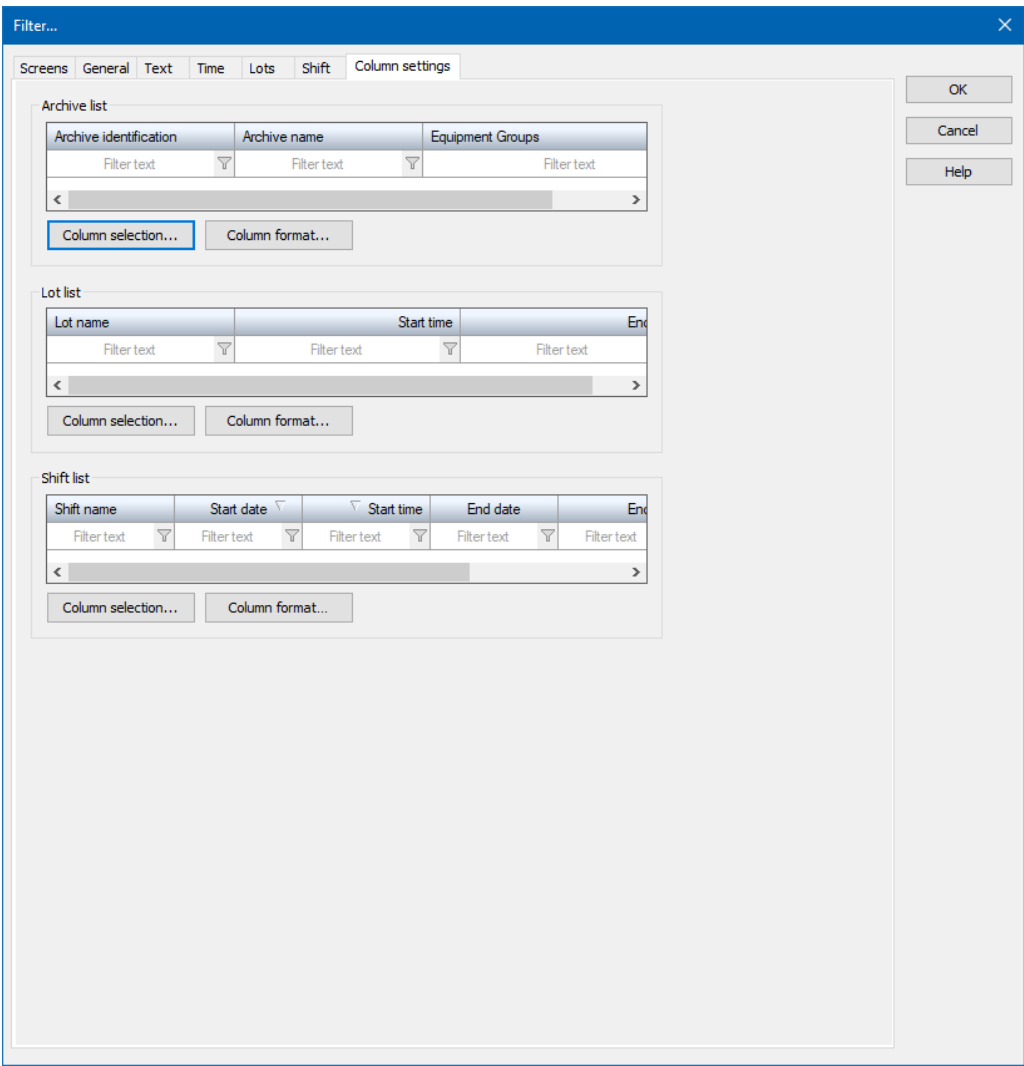 Filter...
Screens General Text Time Lots Shift Column settings
OK
Cancel
Help
Archive list
Archive identification Archive name Equipment Groups
Filter text Filter text Filter text
Column selection... Column format...
Lot list
Lot name Start time End
Filter text Filter text Filter text
Column selection... Column format...
Shift list
Shift name Start date Start time End date End
Filter text Filter text Filter text Filter text Filter text
Column selection... Column format...